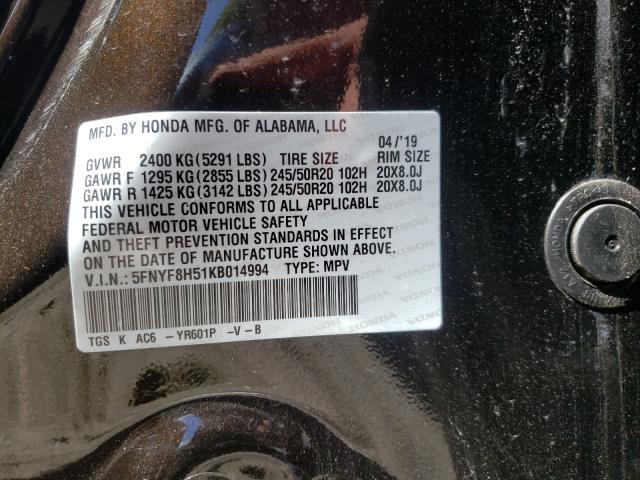 MFD. BY HONDA MFG. OF ALABAMA, LLC
04/'19
GVWR 2400 KG(5291 LBS) TIRE SIZE RIM SIZE
GAWR F 1295 KG(2855 LBS)245/50R20 102H 20X8.0J
GAWR R 1425 KG(3142 LBS)245/50R20 102H 20X8.0J
THIS VEHICLE CONFORMS TO ALL APPLICABLE
FEDERAL MOTOR VEHICLE SAFETY
AND THEFT PREVENTION STANDARDS IN EFFECT
ON THE DATE OF MANUFACTURE SHOWN ABOVE.
V.I.N.: 5FNYF8H51KB014994 TYPE: MPV
TGS K AC6 -YR601P -V-B